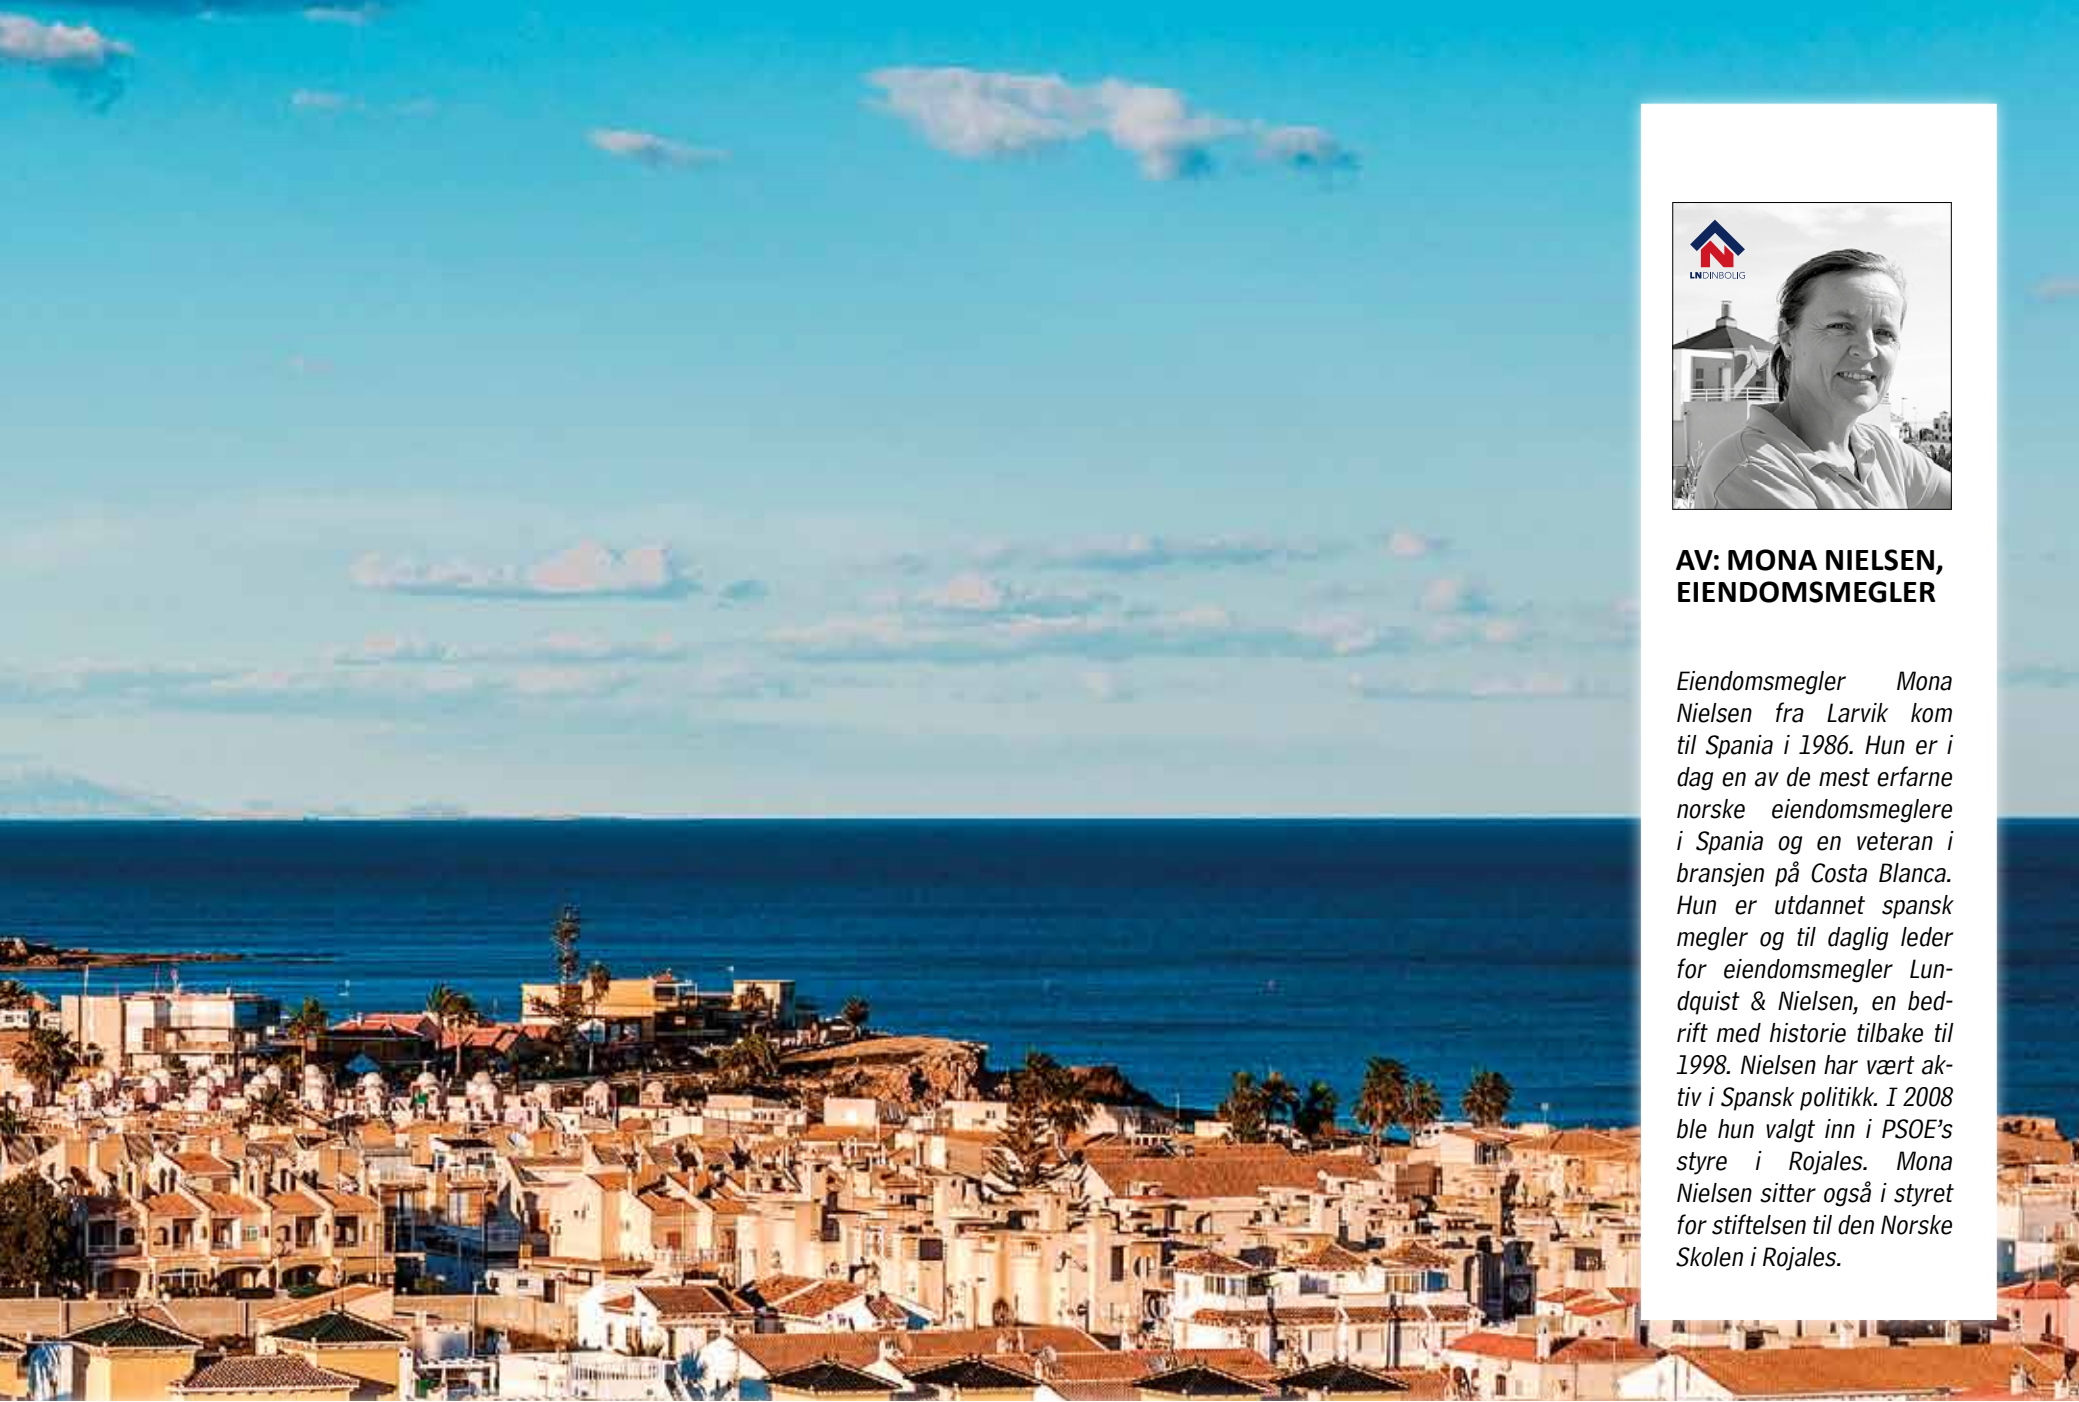 LNDINBOLIG
AV: MONA NIELSEN,
EIENDOMSMEGLER
Eiendomsmegler Mona
Nielsen fra Larvik kom
til Spania i 1986. Hun er i
dag en av de mest erfarne
norske eiendomsmeglere
i Spania og en veteran i
bransjen på Costa Blanca.
Hun er utdannet spansk
megler og til daglig leder
for eiendomsmegler Lun-
dquist & Nielsen, en bed-
rift med historie tilbake til
1998. Nielsen har vært ak-
tiv i Spansk politikk. I 2008
ble hun valgt inn i PSOE’s
styre i Rojales. Mona
Nielsen sitter også i styret
for stiftelsen til den Norske
Skolen i Rojales.